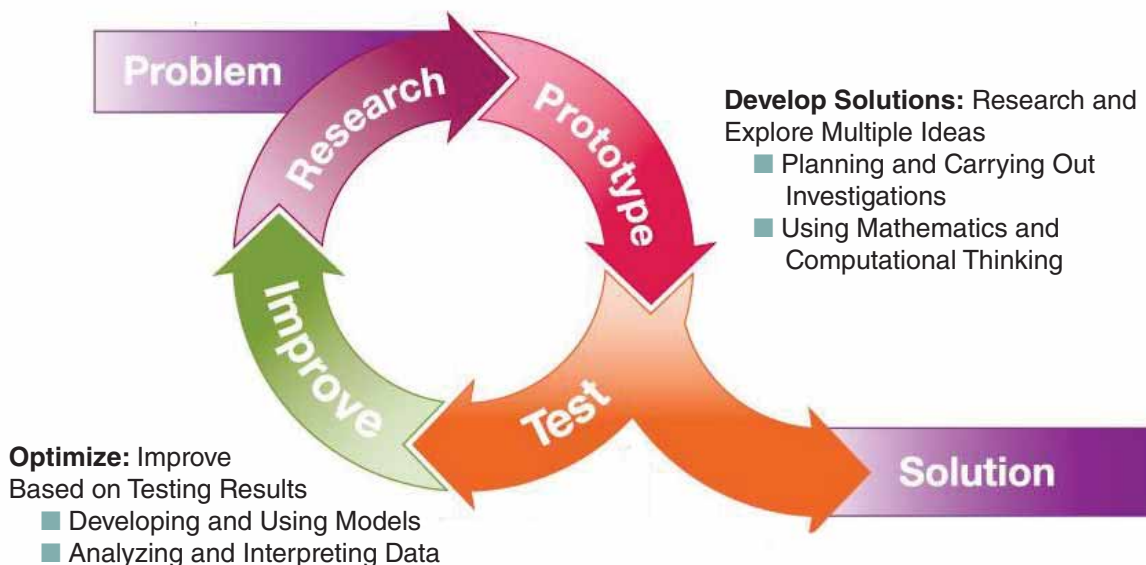 Problem
Research
Prototype
Develop Solutions: Research and
Explore Multiple Ideas
■ Planning and Carrying Out
Investigations
■ Using Mathematics and
Computational Thinking
Improve
Test
Solution
Optimize: Improve
Based on Testing Results
■ Developing and Using Models
■ Analyzing and Interpreting Data